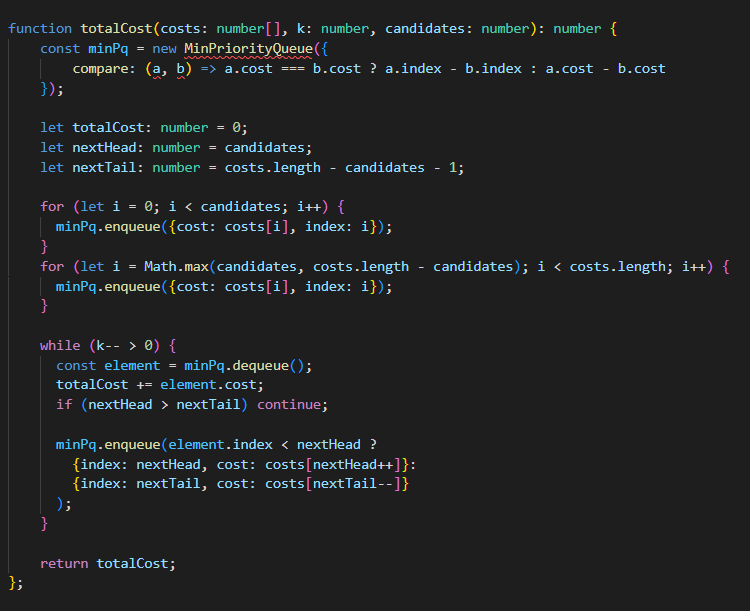 function totalCost(costs: number[], k: number, candidates: number): number {
    const minPq = new MinPriorityQueue({
        compare: (a, b) => a.cost === b.cost ? a.index - b.index : a.cost - b.cost
    });

    let totalCost: number = 0;
    let nextHead: number = candidates;
    let nextTail: number = costs.length - candidates - 1;

    for (let i = 0; i < candidates; i++) {
      minPq.enqueue({cost: costs[i], index: i});
    }
    for (let i = Math.max(candidates, costs.length - candidates); i < costs.length; i++) {
      minPq.enqueue({cost: costs[i], index: i});
    }

    while (k-- > 0) {
      const element = minPq.dequeue();
      totalCost += element.cost;
      if (nextHead > nextTail) continue;

      minPq.enqueue(element.index < nextHead ?
        {index: nextHead, cost: costs[nextHead++]}:
        {index: nextTail, cost: costs[nextTail--]}
      );
    }

    return totalCost;
};